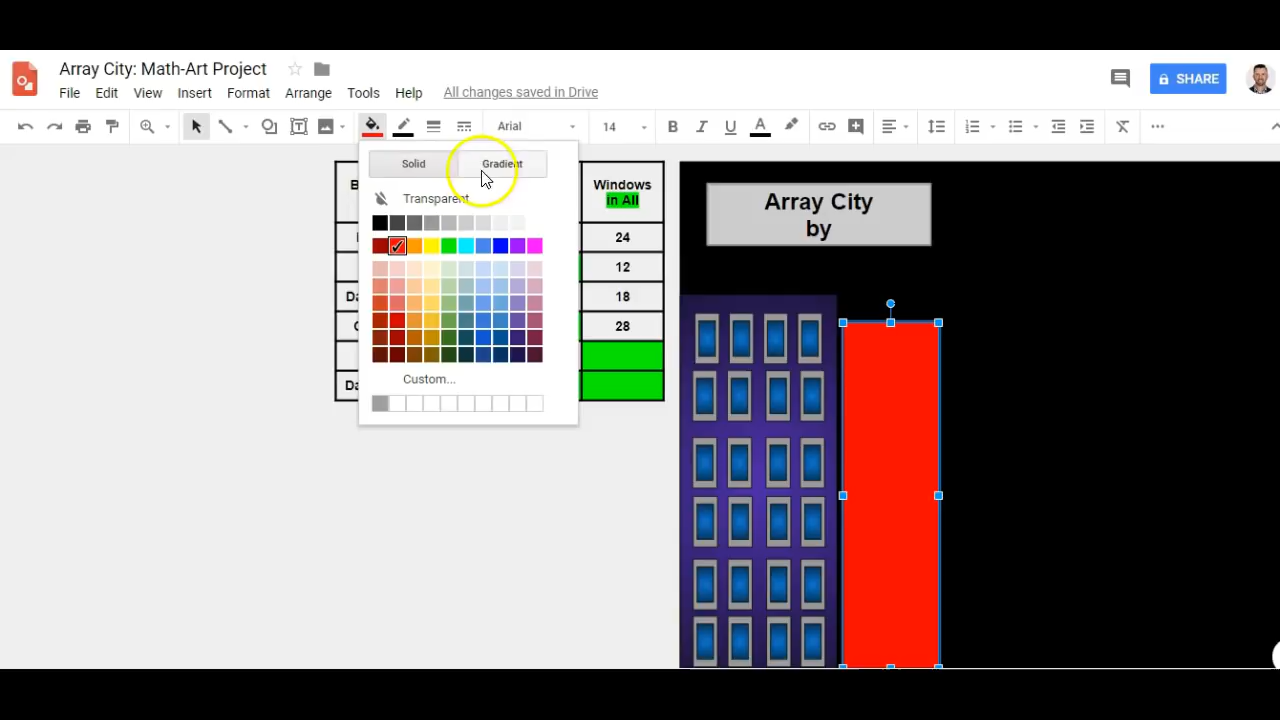 Array City: Math-Art Project
SHARE
File Edit View Insert Format Arrange Tools Help All changes saved in Drive
Arial 14
Solid Gradient
Transparent
Custom...
Windows
in All
24
12
18
28
Array City
by